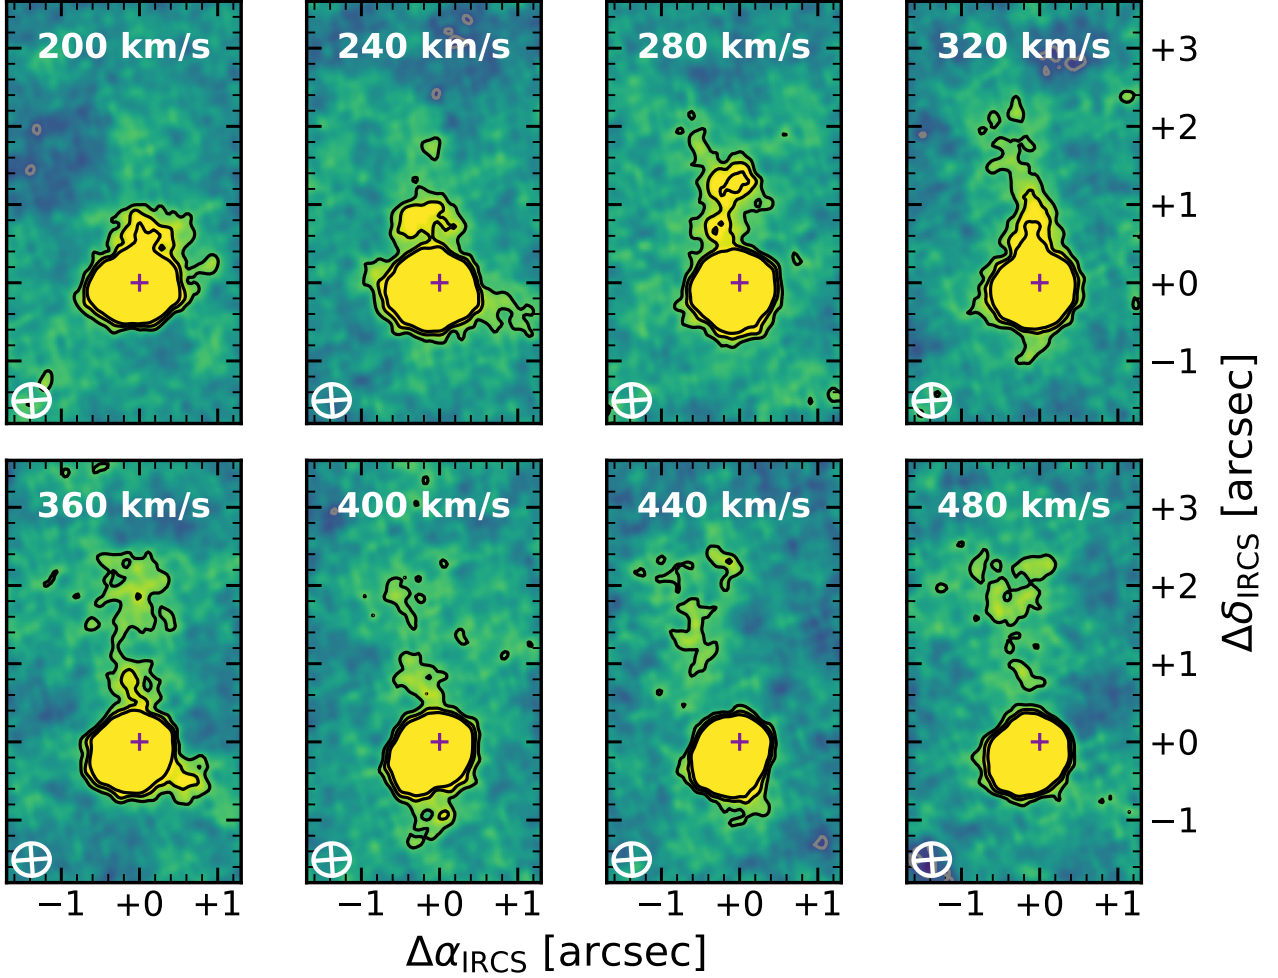 200 km/s
240 km/s
280 km/s
320 km/s
+3
+2
+1
+0
−1
360 km/s
400 km/s
440 km/s
480 km/s
+3
+2
+1
+0
−1
−1 +0 +1
−1 +0 +1
−1 +0 +1
−1 +0 +1
Δα_IRCS [arcsec]
Δδ_IRCS [arcsec]